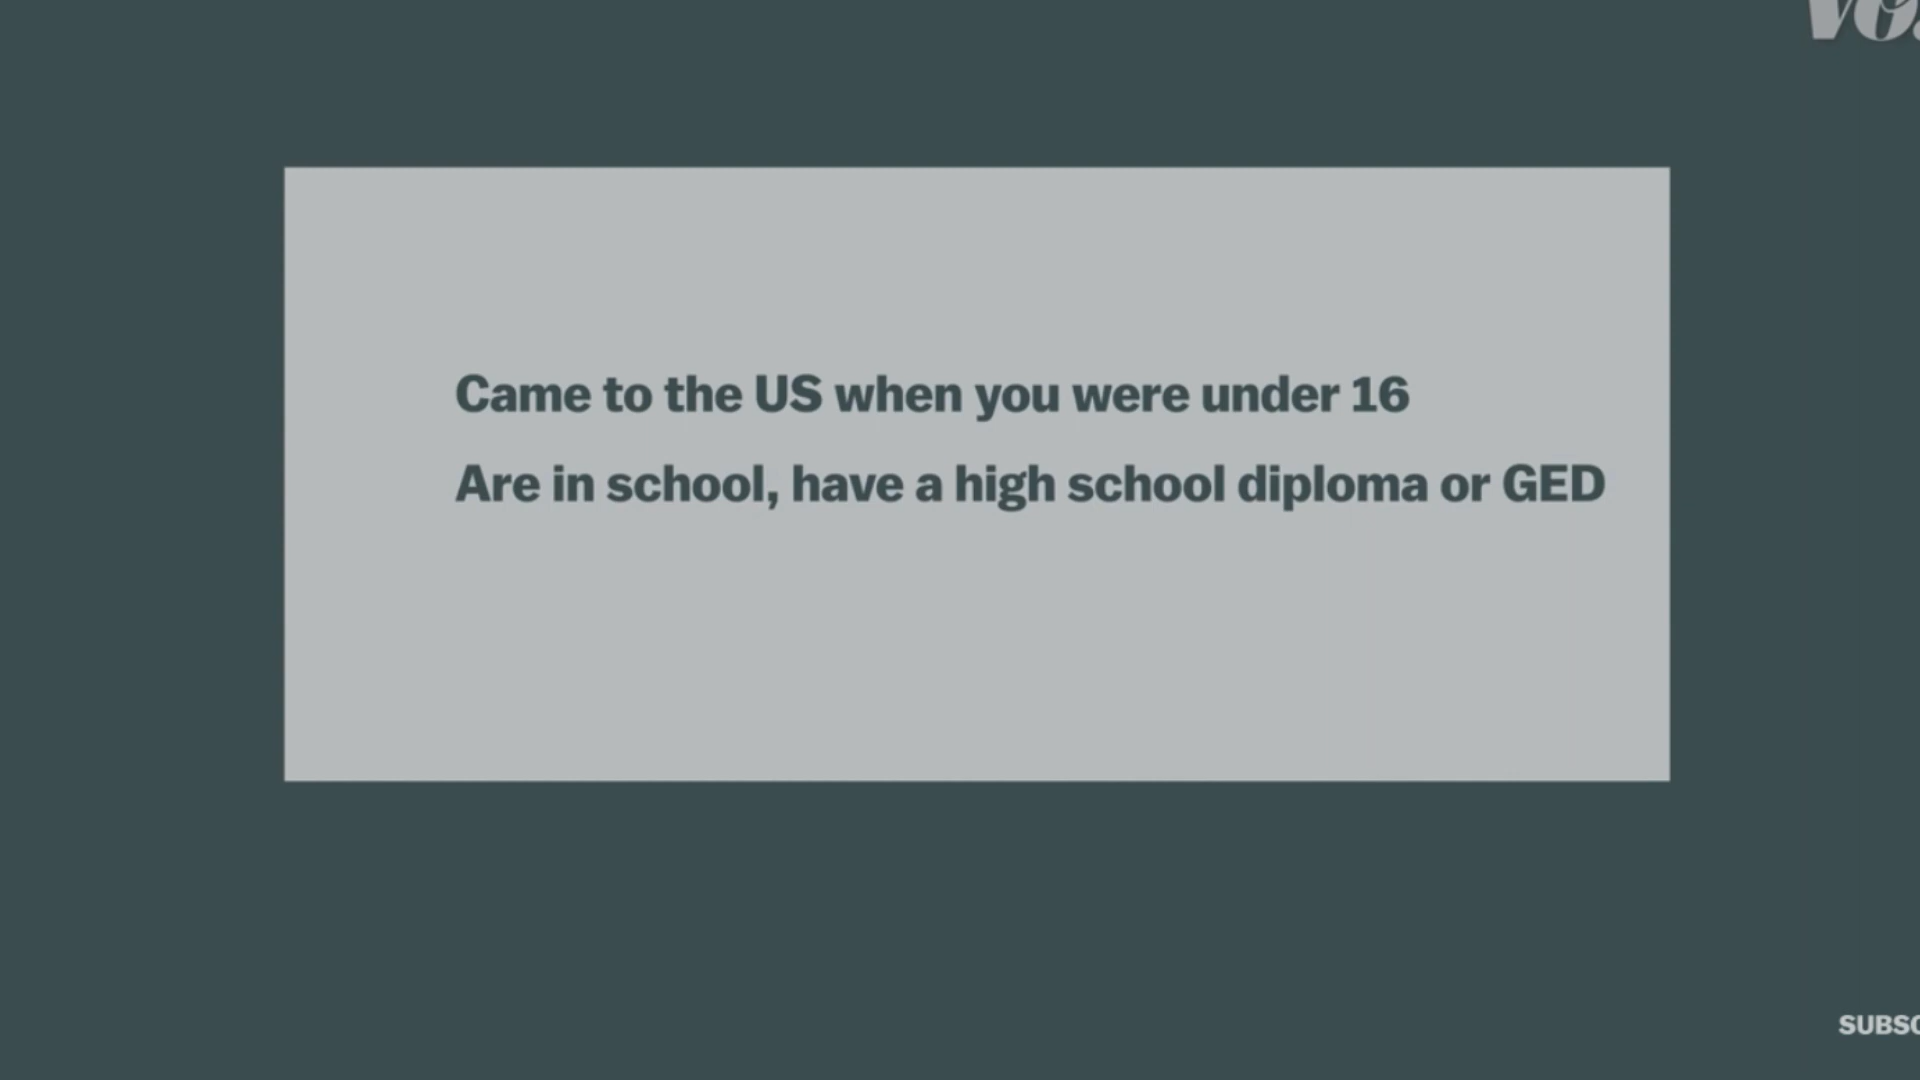 Came to the US when you were under 16
Are in school, have a high school diploma or GED